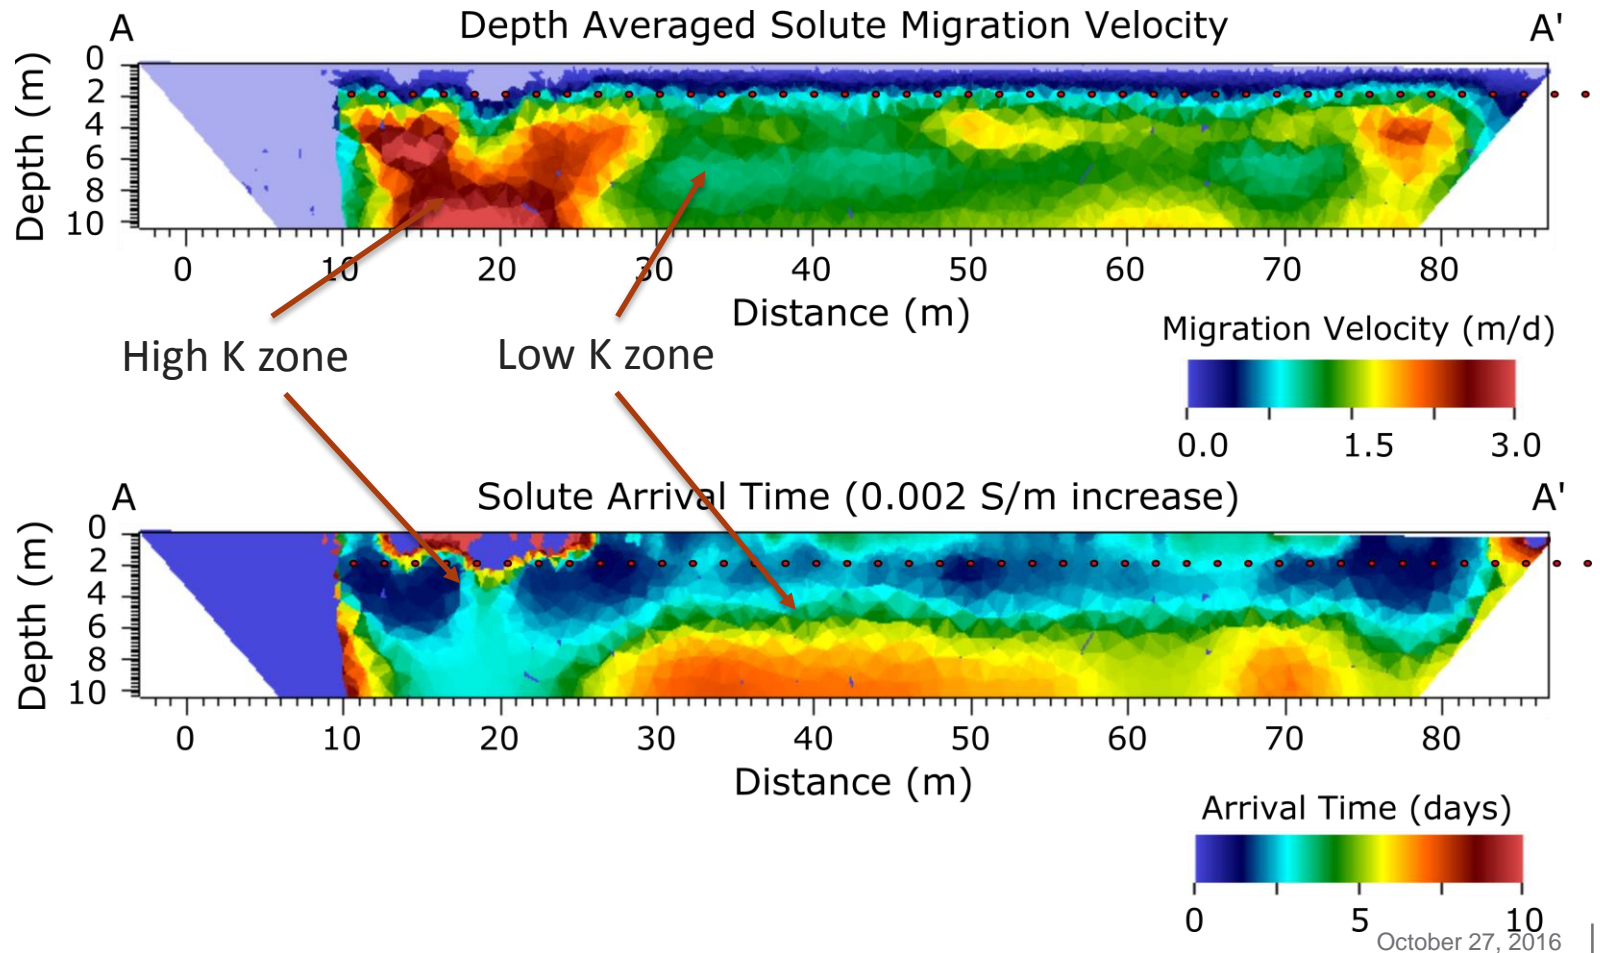 A Depth Averaged Solute Migration Velocity A'
Depth (m)
0
2
4
6
8
10
0 10 20 30 40 50 60 70 80
Distance (m)
Migration Velocity (m/d)
0.0 1.5 3.0
High K zone Low K zone
A Solute Arrival Time (0.002 S/m increase) A'
Depth (m)
0
2
4
6
8
10
0 10 20 30 40 50 60 70 80
Distance (m)
Arrival Time (days)
0 5 10
October 27, 2016 |